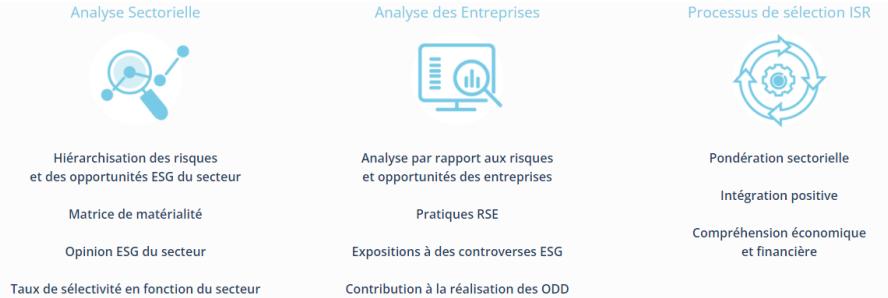 Analyse Sectorielle
Hiérarchisation des risques
et des opportunités ESG du secteur
Matrice de matérialité
Opinion ESG du secteur
Taux de sélectivité en fonction du secteur
Analyse des Entreprises
Analyse par rapport aux risques
et opportunités des entreprises
Pratiques RSE
Expositions à des controverses ESG
Contribution à la réalisation des ODD
Processus de sélection ISR
Pondération sectorielle
Intégration positive
Compréhension économique
et financière